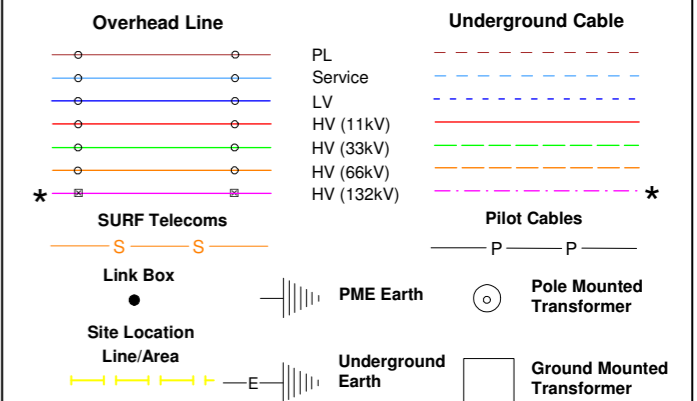 Overhead Line
Underground Cable
PL
Service
LV
HV (11kV)
HV (33kV)
HV (66kV)
* HV (132kV) *
SURF Telecoms
Pilot Cables
S S
P P
Link Box
PME Earth
Pole Mounted
Transformer
Site Location
Line/Area
E
Underground
Earth
Ground Mounted
Transformer